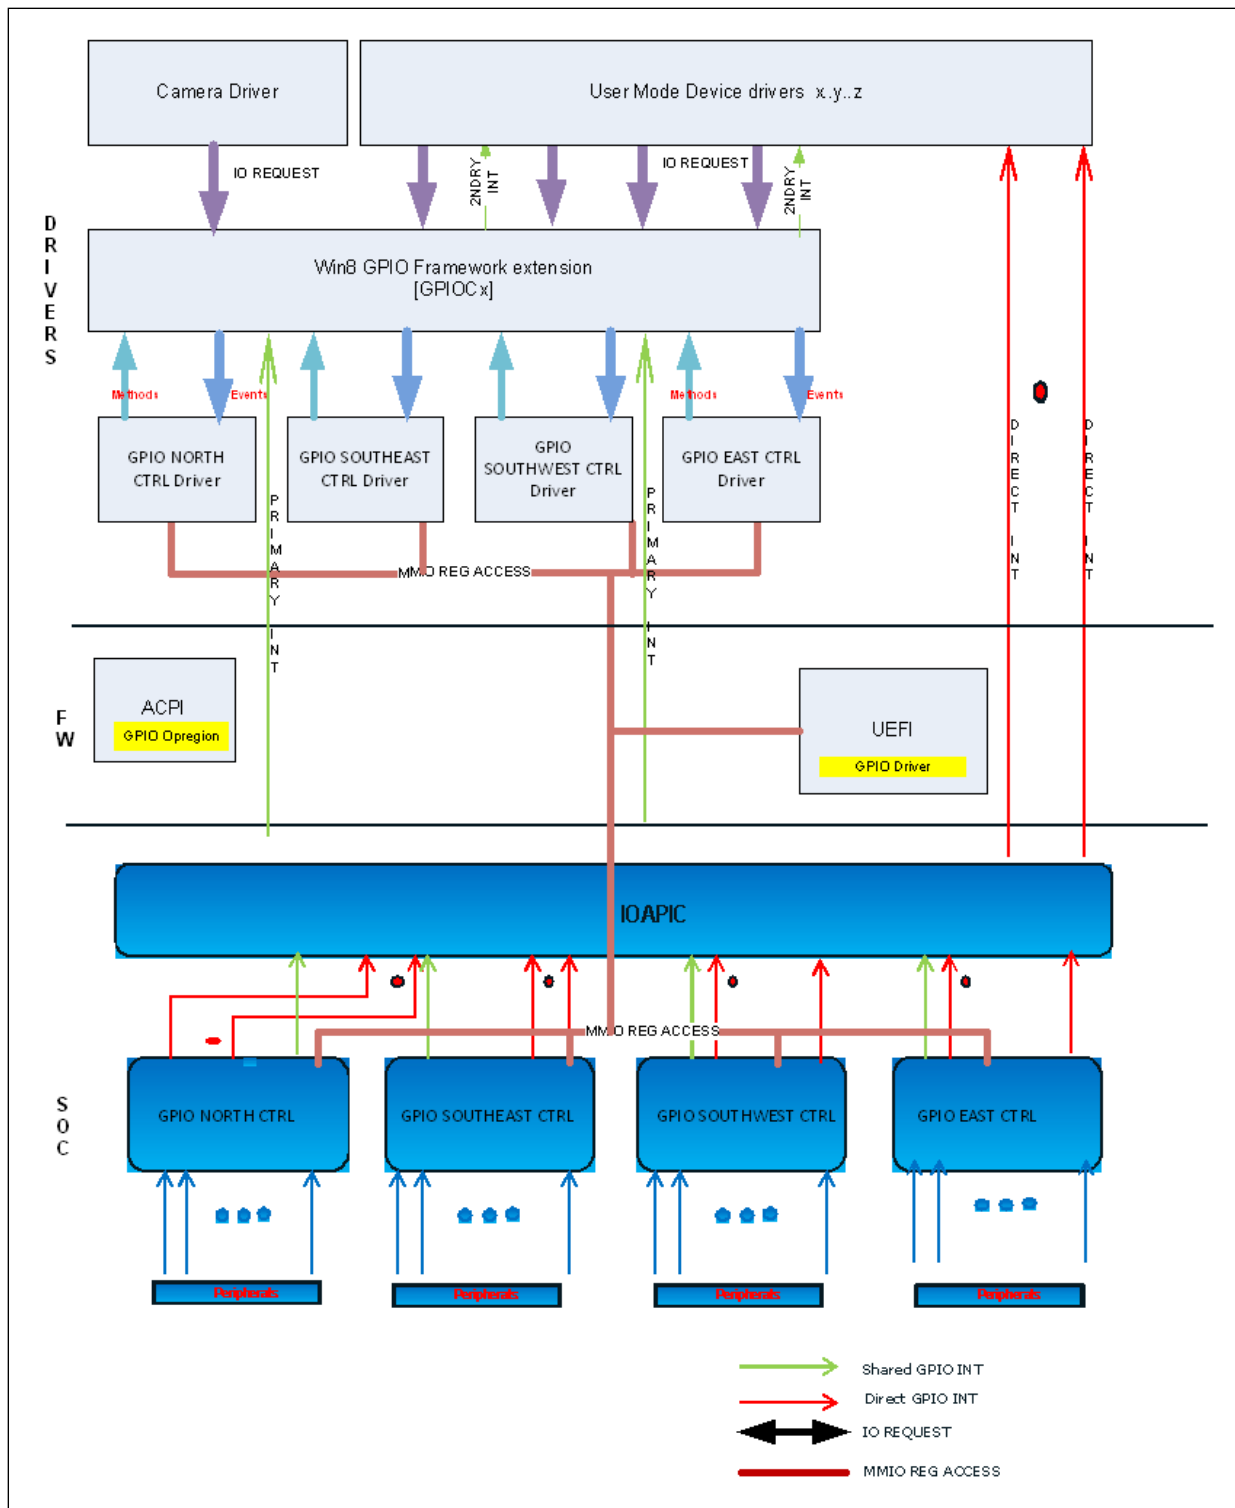 Camera Driver
User Mode Device drivers x..y..z
IO REQUEST
2NDRY INT
IO REQUEST
2NDRY INT
DRIVERS
Win8 GPIO Framework extension
[GPIOCx]
Methods
Events
Methods
Events
GPIO NORTH
CTRL Driver
GPIO SOUTHEAST
CTRL Driver
GPIO
SOUTHWEST CTRL
Driver
GPIO EAST CTRL
Driver
PRIMARY INT
PRIMARY INT
DIRECT INT
DIRECT INT
MMIO REG ACCESS
FW
ACPI
GPIO Opregion
UEFI
GPIO Driver
IOAPIC
MMIO REG ACCESS
SOC
GPIO NORTH CTRL
GPIO SOUTHEAST CTRL
GPIO SOUTHWEST CTRL
GPIO EAST CTRL
Peripherals
Peripherals
Peripherals
Peripherals
Shared GPIO INT
Direct GPIO INT
IO REQUEST
MMIO REG ACCESS